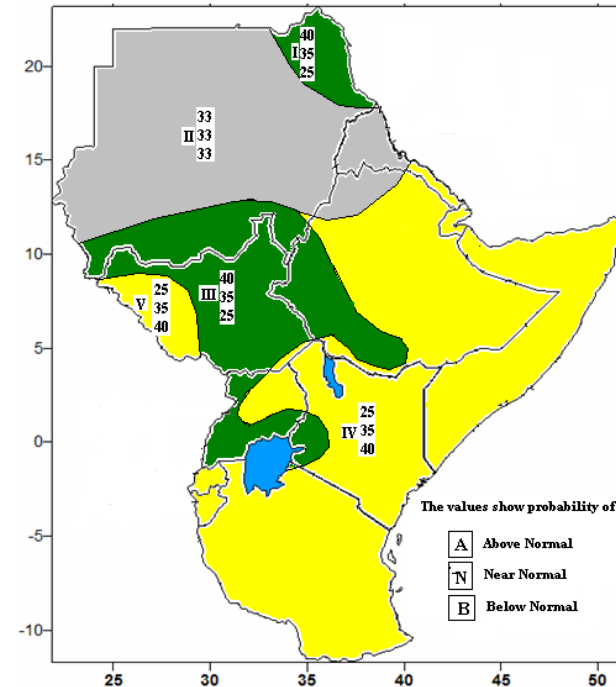 20
15
10
5
0
-5
-10
40
I 35
25
33
II 33
33
40
III 35
25
25
V 35
40
25
IV 35
40
The values show probability of
A Above Normal
N Near Normal
B Below Normal
25 30 35 40 45 50